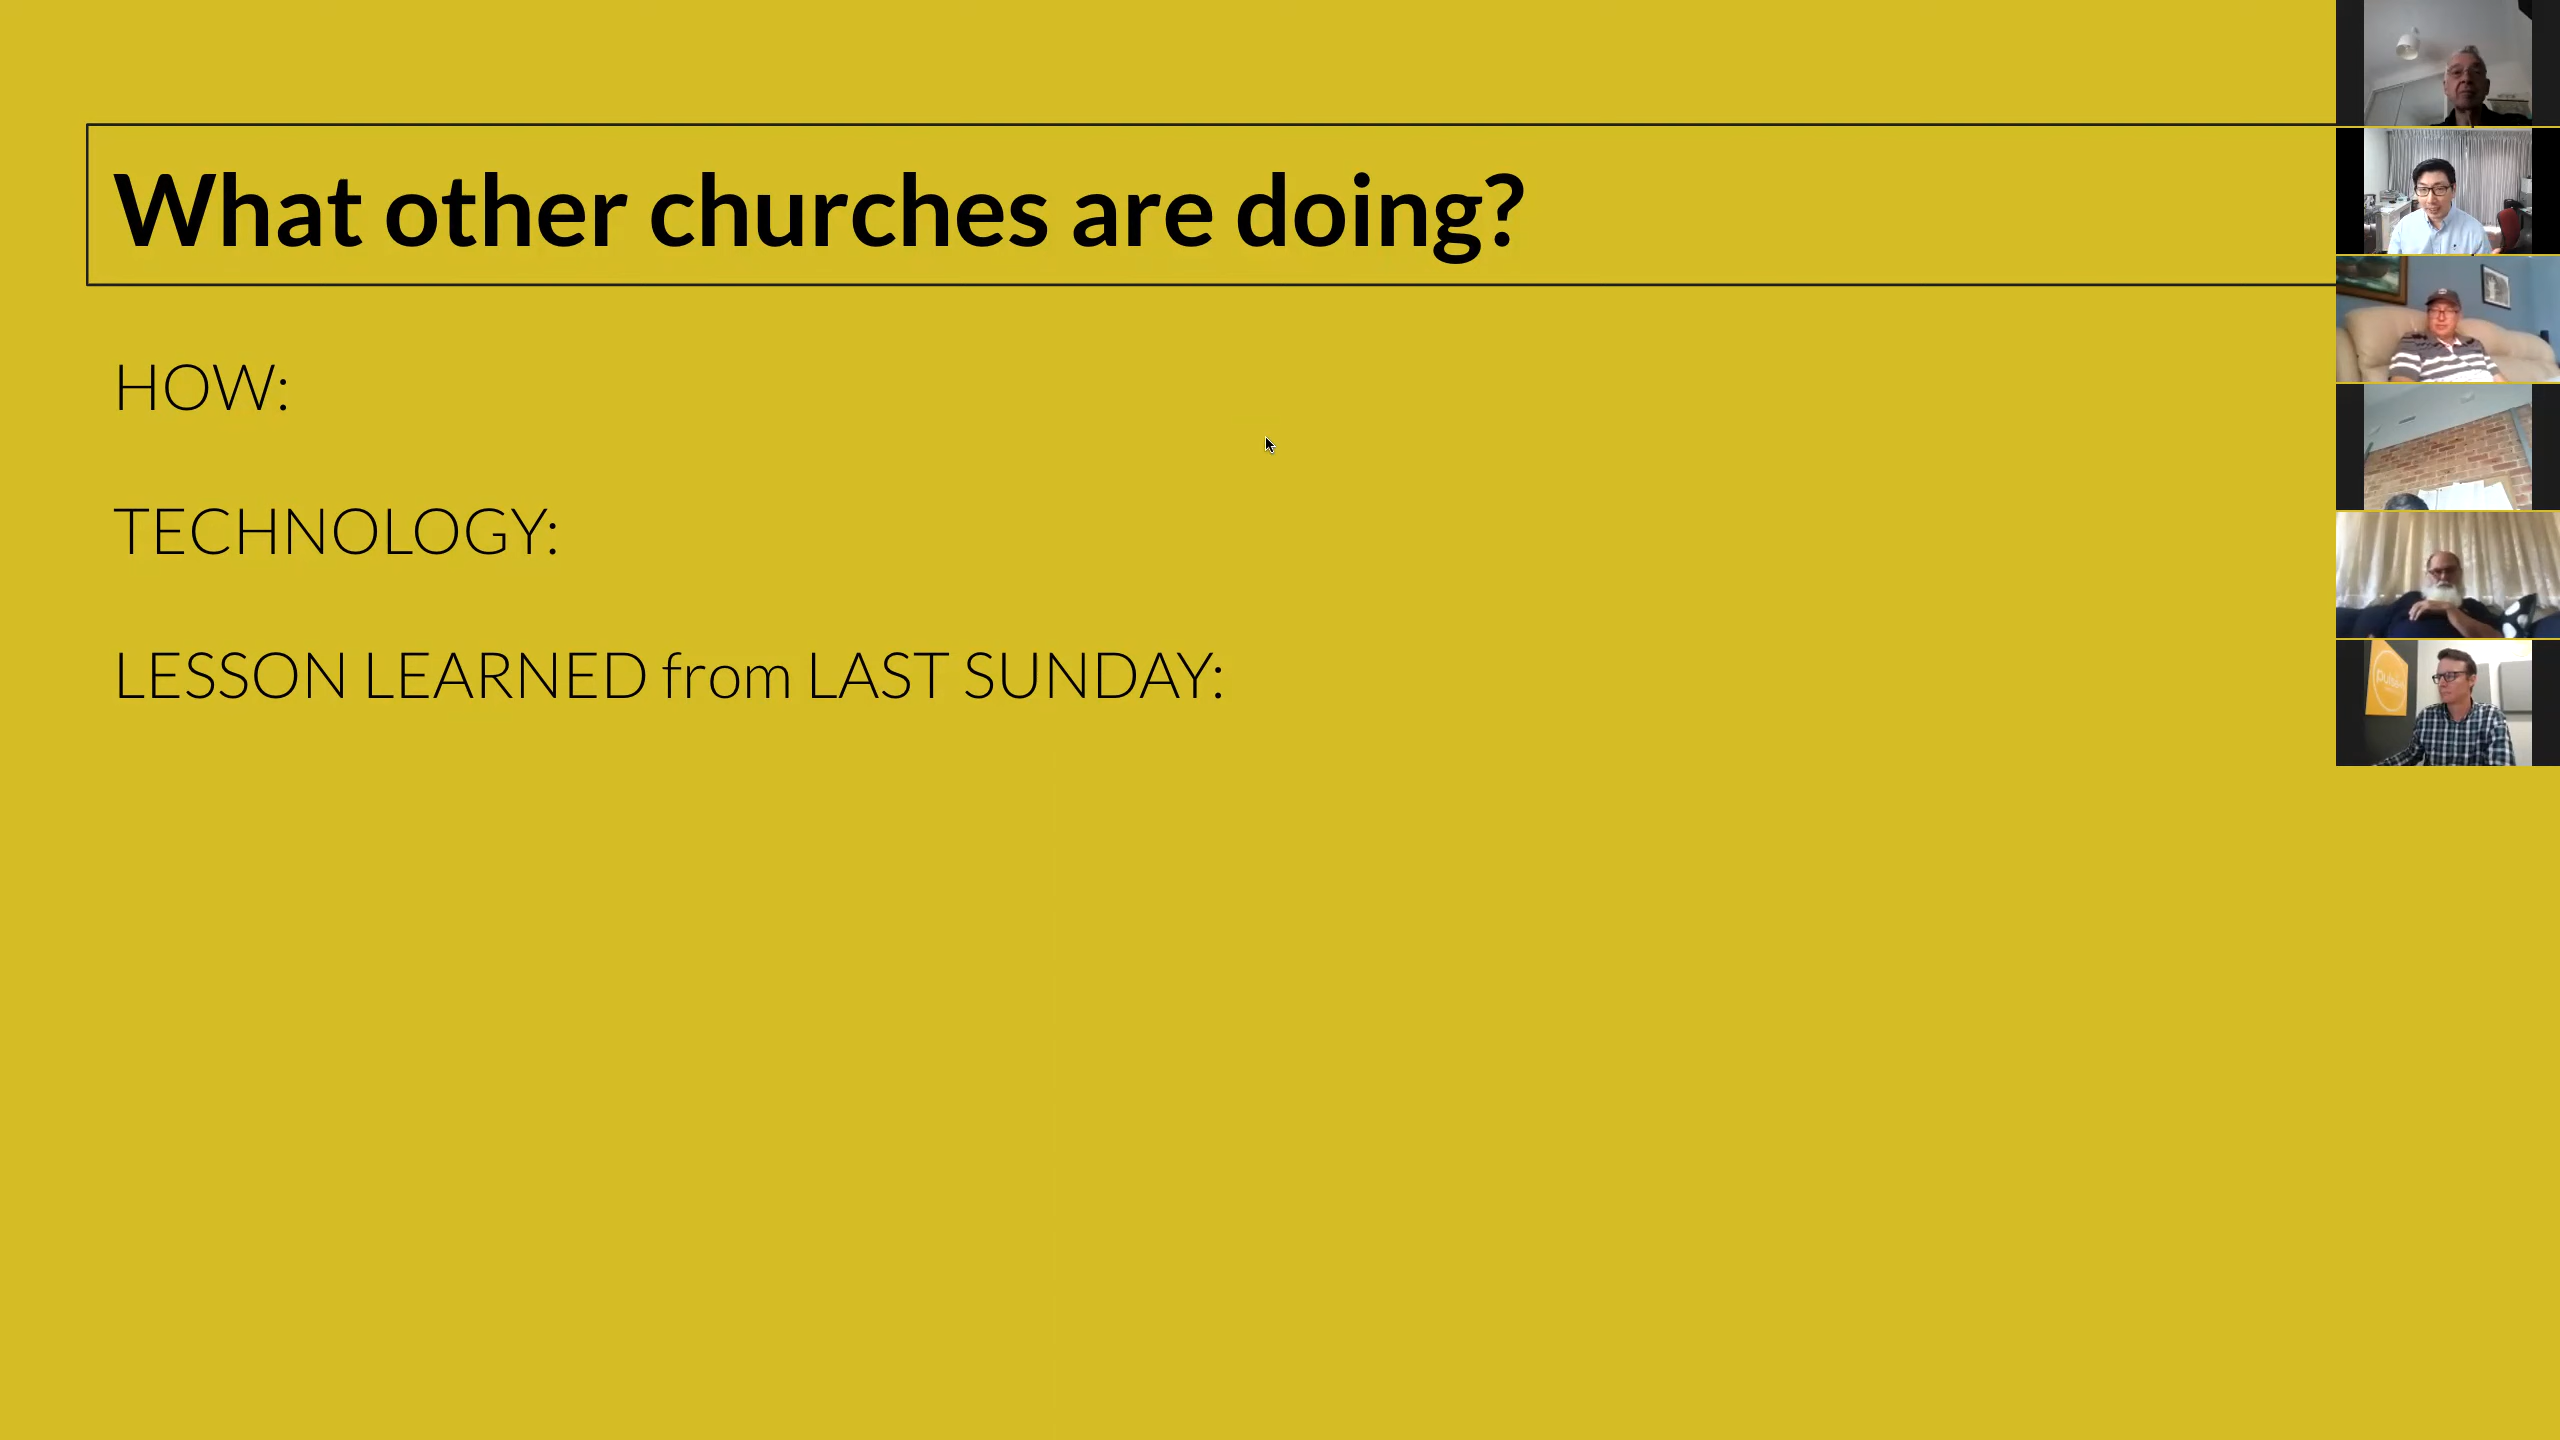 What other churches are doing?
HOW:
TECHNOLOGY:
LESSON LEARNED from LAST SUNDAY: